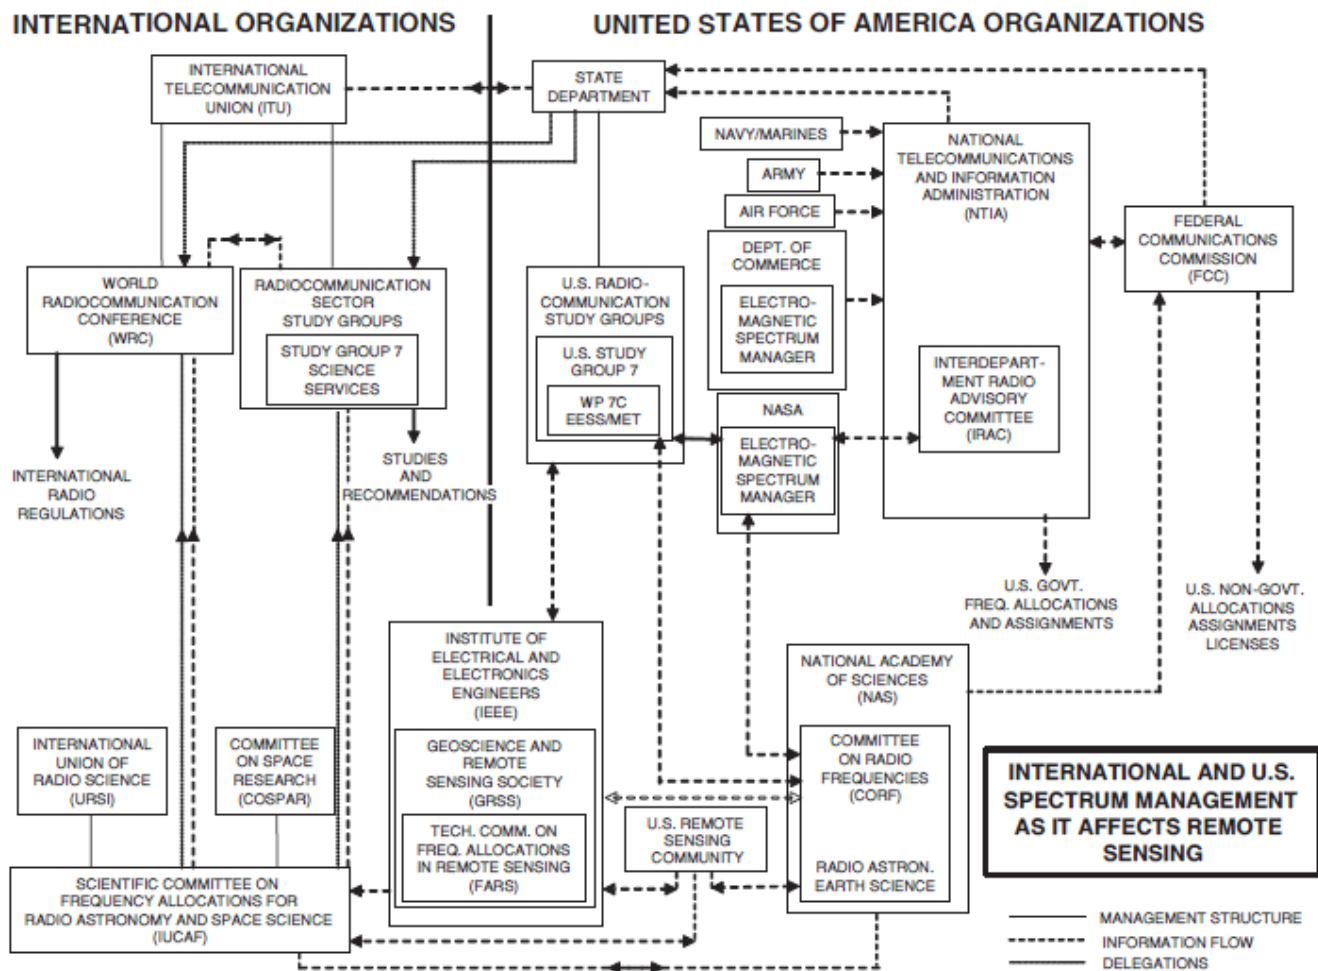 INTERNATIONAL ORGANIZATIONS
UNITED STATES OF AMERICA ORGANIZATIONS
INTERNATIONAL
TELECOMMUNICATION
UNION (ITU)
STATE
DEPARTMENT
NAVY/MARINES
ARMY
AIR FORCE
NATIONAL
TELECOMMUNICATIONS
AND INFORMATION
ADMINISTRATION
(NTIA)
FEDERAL
COMMUNICATIONS
COMMISSION
(FCC)
DEPT. OF
COMMERCE
ELECTRO-
MAGNETIC
SPECTRUM
MANAGER
WORLD
RADIOCOMMUNICATION
CONFERENCE
(WRC)
RADIOCOMMUNICATION
SECTOR
STUDY GROUPS
STUDY GROUP 7
SCIENCE
SERVICES
U.S. RADIO-
COMMUNICATION
STUDY GROUPS
U.S. STUDY
GROUP 7
WP 7C
EESS/MET
INTERDEPART-
MENT RADIO
ADVISORY
COMMITTEE
(IRAC)
NASA
ELECTRO-
MAGNETIC
SPECTRUM
MANAGER
INTERNATIONAL
RADIO
REGULATIONS
STUDIES
AND
RECOMMENDATIONS
U.S. GOVT.
FREQ. ALLOCATIONS
AND ASSIGNMENTS
U.S. NON-GOVT.
ALLOCATIONS
ASSIGNMENTS
LICENSES
INSTITUTE OF
ELECTRICAL AND
ELECTRONICS
ENGINEERS
(IEEE)
GEOSCIENCE AND
REMOTE
SENSING SOCIETY
(GRSS)
TECH. COMM. ON
FREQ. ALLOCATIONS
IN REMOTE SENSING
(FARS)
NATIONAL ACADEMY
OF SCIENCES
(NAS)
COMMITTEE
ON RADIO
FREQUENCIES
(CORF)
RADIO ASTRON.
EARTH SCIENCE
U.S. REMOTE
SENSING
COMMUNITY
INTERNATIONAL
UNION OF
RADIO SCIENCE
(URSI)
COMMITTEE
ON SPACE
RESEARCH
(COSPAR)
SCIENTIFIC COMMITTEE ON
FREQUENCY ALLOCATIONS FOR
RADIO ASTRONOMY AND SPACE SCIENCE
(IUCAF)
INTERNATIONAL AND U.S.
SPECTRUM MANAGEMENT
AS IT AFFECTS REMOTE
SENSING
MANAGEMENT STRUCTURE
INFORMATION FLOW
DELEGATIONS